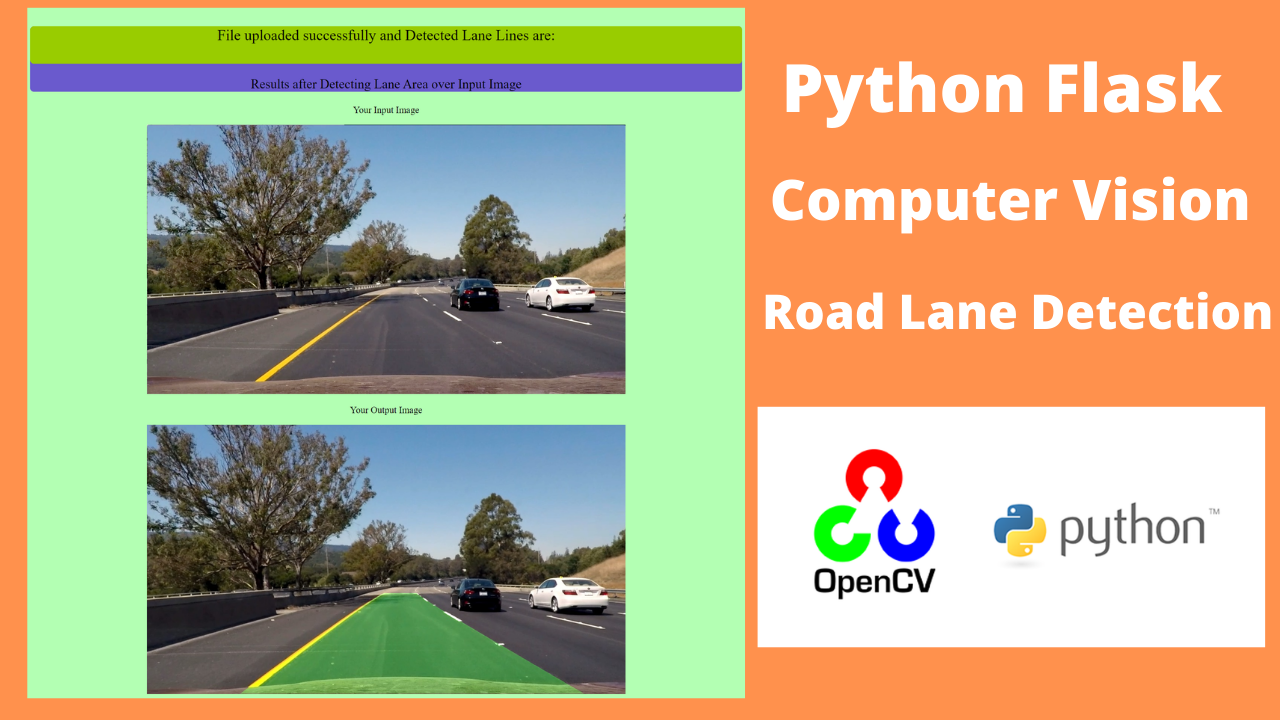 File uploaded successfully and Detected Lane Lines are:
Results after Detecting Lane Area over Input Image
Your Input Image
Your Output Image
Python Flask
Computer Vision
Road Lane Detection
OpenCV
python™